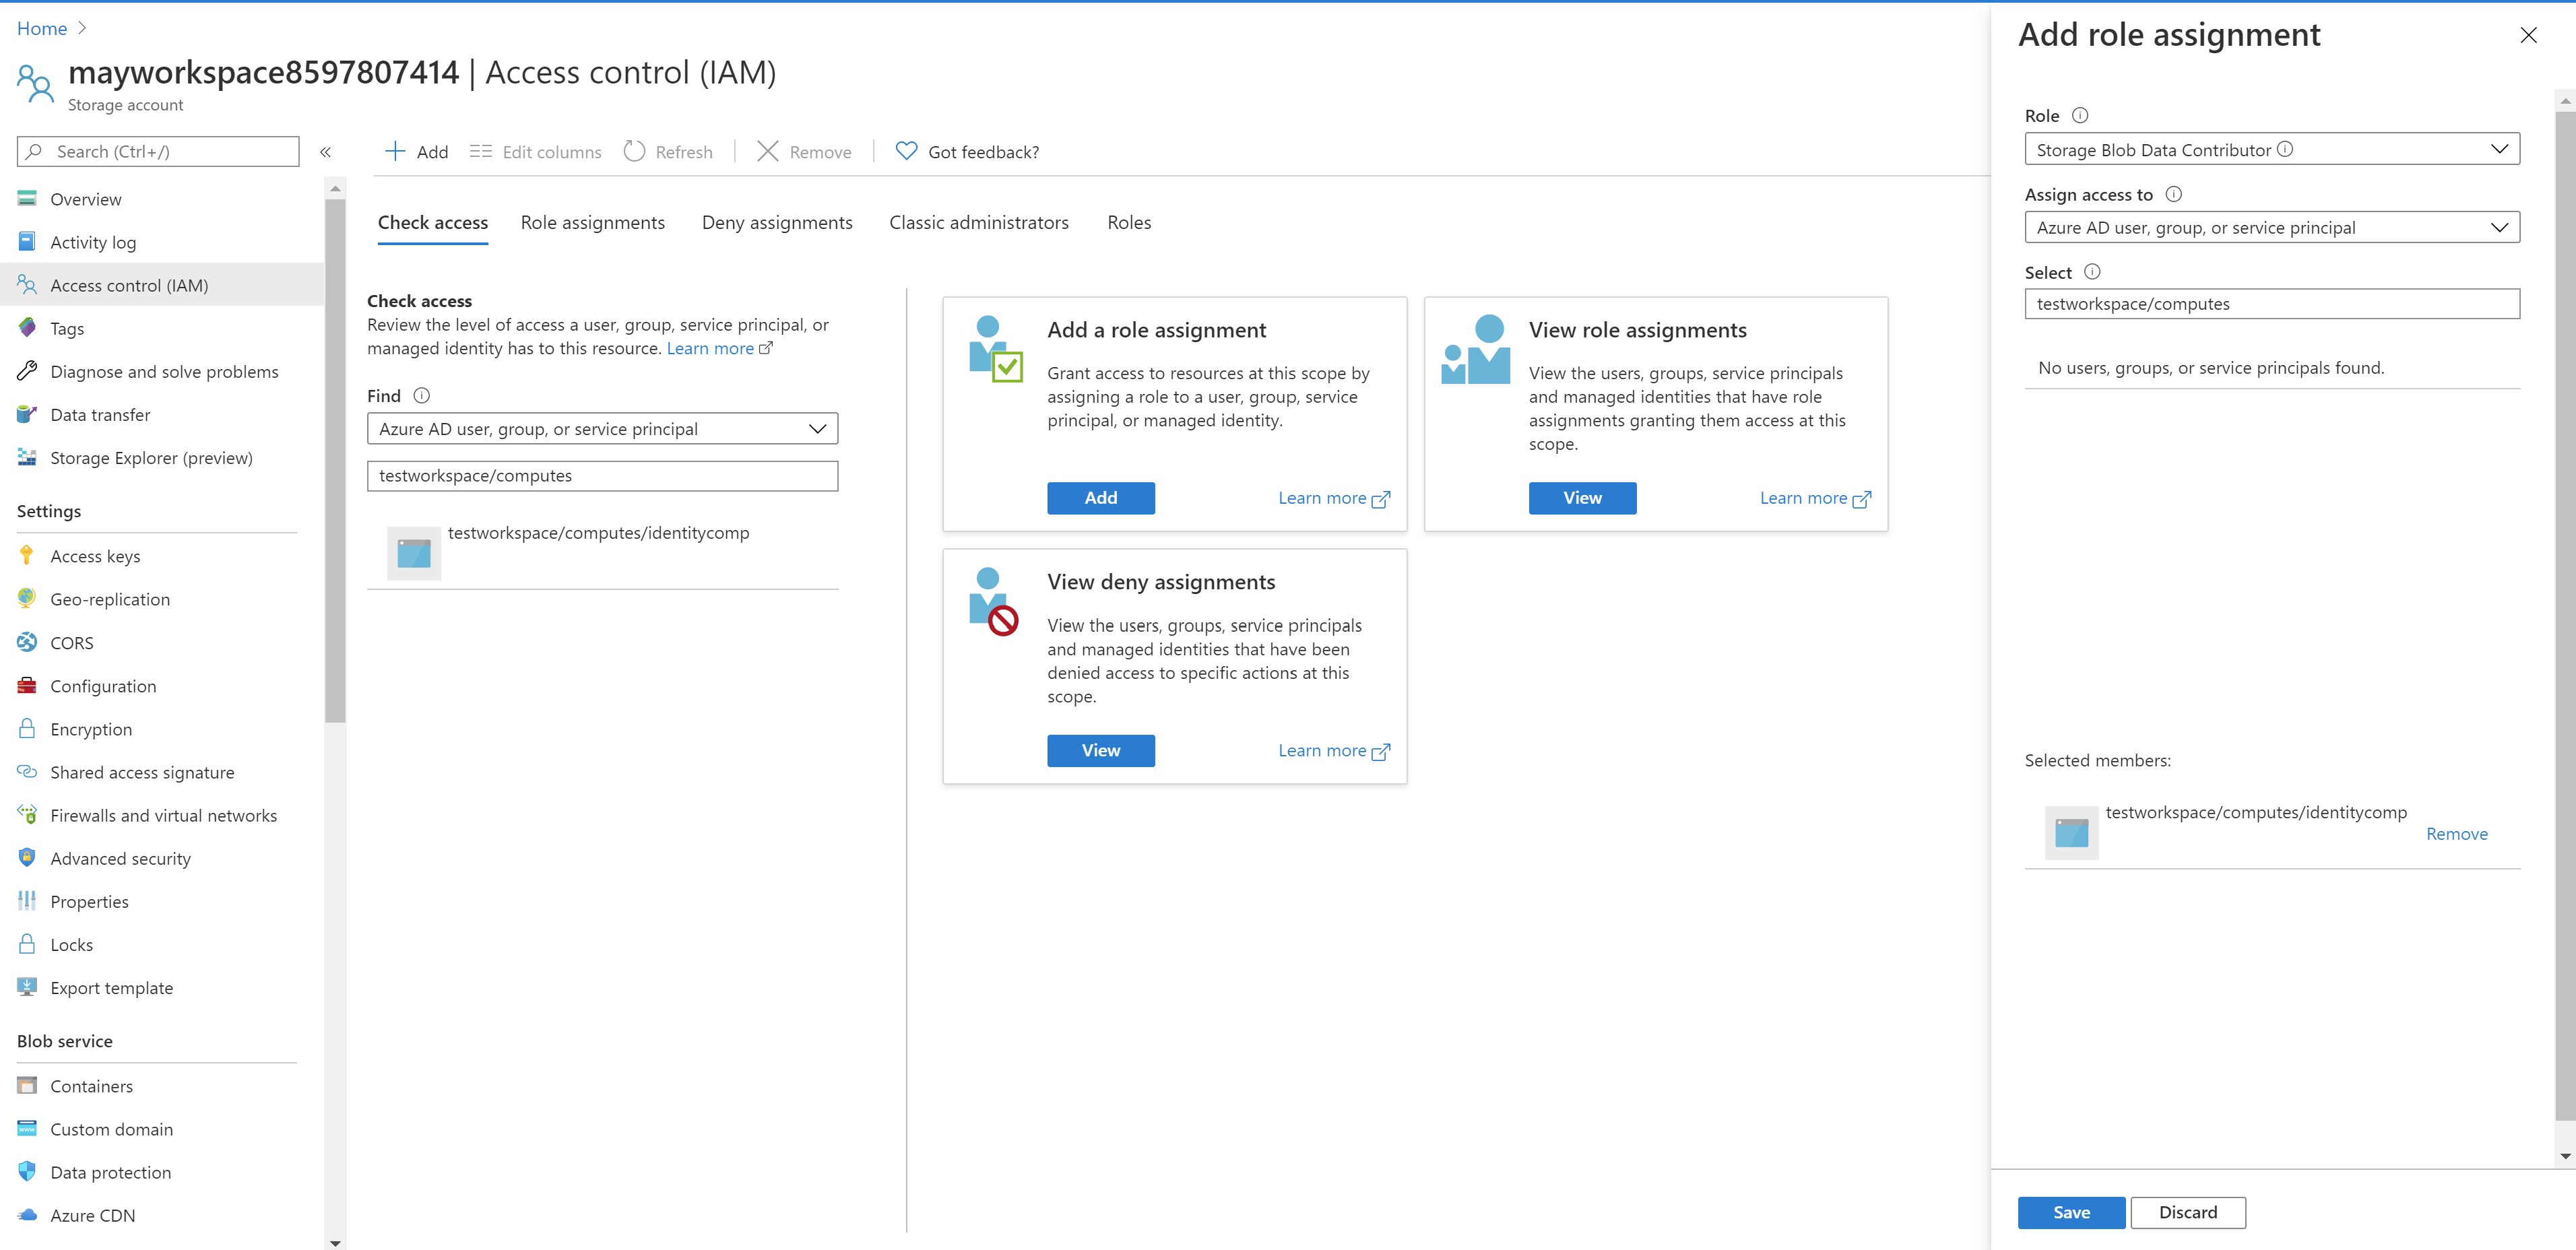 Home
mayworkspace8597807414 | Access control (IAM)
Storage account
Search (Ctrl+/)
«
Overview
Activity log
Access control (IAM)
Tags
Diagnose and solve problems
Data transfer
Storage Explorer (preview)
Settings
Access keys
Geo-replication
CORS
Configuration
Encryption
Shared access signature
Firewalls and virtual networks
Advanced security
Properties
Locks
Export template
Blob service
Containers
Custom domain
Data protection
Azure CDN
Add Edit columns Refresh Remove Got feedback?
Check access Role assignments Deny assignments Classic administrators Roles
Check access
Review the level of access a user, group, service principal, or
managed identity has to this resource. Learn more
Find
Azure AD user, group, or service principal
testworkspace/computes
testworkspace/computes/identitycomp
Add a role assignment
Grant access to resources at this scope by
assigning a role to a user, group, service
principal, or managed identity.
Add Learn more
View role assignments
View the users, groups, service principals
and managed identities that have role
assignments granting them access at this
scope.
View Learn more
View deny assignments
View the users, groups, service principals
and managed identities that have been
denied access to specific actions at this
scope.
View Learn more
Add role assignment
Role
Storage Blob Data Contributor
Assign access to
Azure AD user, group, or service principal
Select
testworkspace/computes
No users, groups, or service principals found.
Selected members:
testworkspace/computes/identitycomp
Remove
Save Discard